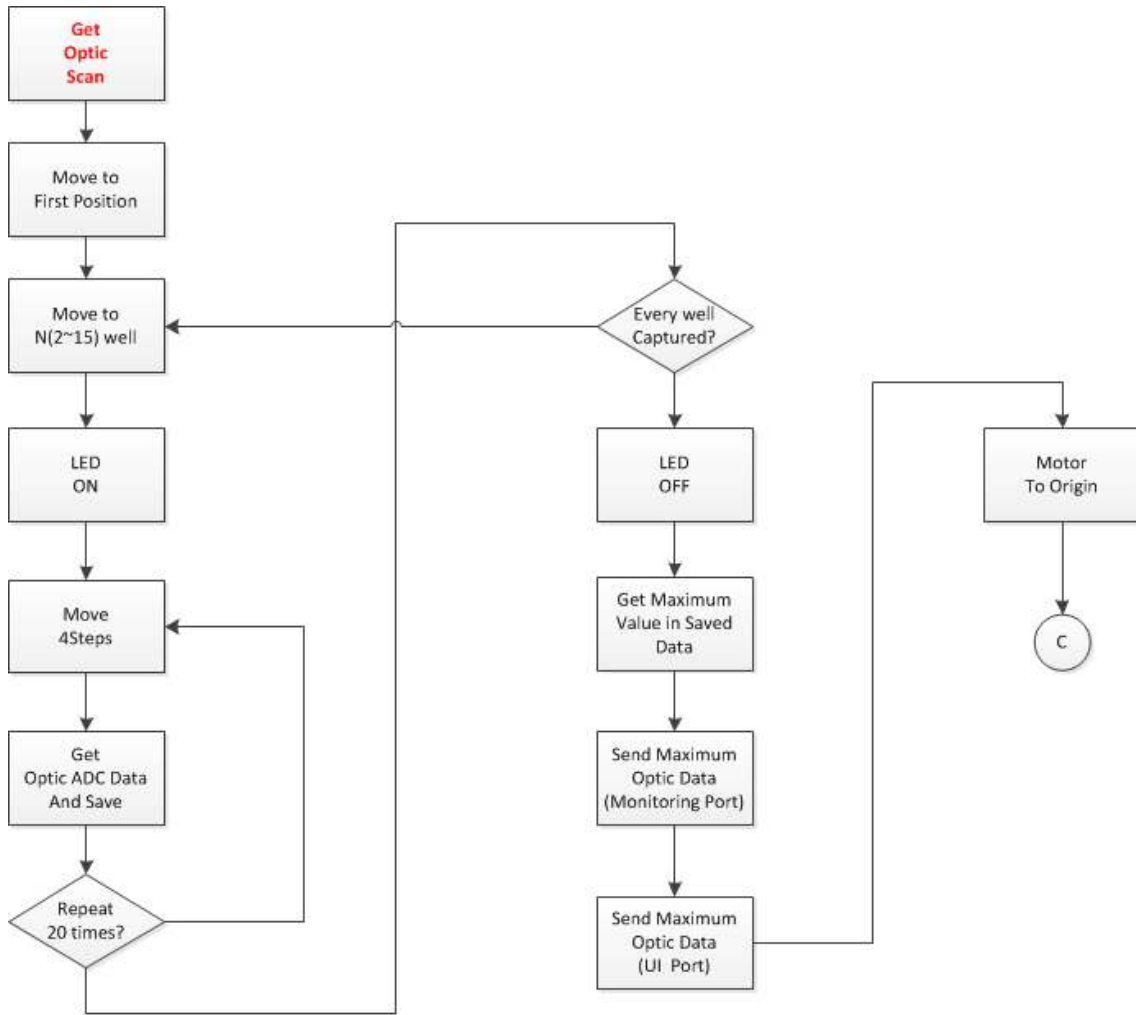 Get
Optic
Scan
Move to
First Position
Move to
N(2~15) well
LED
ON
Move
4Steps
Get
Optic ADC Data
And Save
Repeat
20 times?
Every well
Captured?
LED
OFF
Get Maximum
Value in Saved
Data
Send Maximum
Optic Data
(Monitoring Port)
Send Maximum
Optic Data
(UI  Port)
Motor
To Origin
C